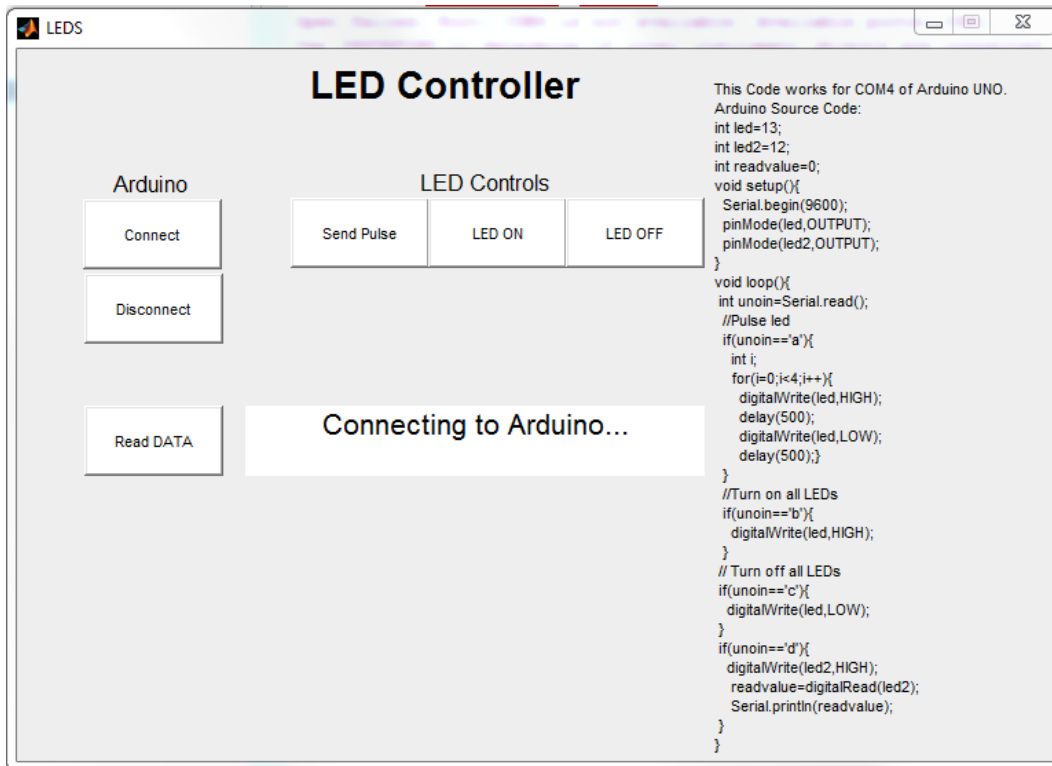 LEDS
LED Controller
Arduino
Connect
Disconnect
LED Controls
Send Pulse LED ON LED OFF
Read DATA
Connecting to Arduino...
This Code works for COM4 of Arduino UNO.
Arduino Source Code:
int led=13;
int led2=12;
int readvalue=0;
void setup(){
Serial.begin(9600);
pinMode(led,OUTPUT);
pinMode(led2,OUTPUT);
}
void loop(){
int unoin=Serial.read();
//Pulse led
if(unoin=='a'){
int i;
for(i=0;i<4;i++){
digitalWrite(led,HIGH);
delay(500);
digitalWrite(led,LOW);
delay(500);}
}
//Turn on all LEDs
if(unoin=='b'){
digitalWrite(led,HIGH);
}
// Turn off all LEDs
if(unoin=='c'){
digitalWrite(led,LOW);
}
if(unoin=='d'){
digitalWrite(led2,HIGH);
readvalue=digitalRead(led2);
Serial.println(readvalue);
}
}